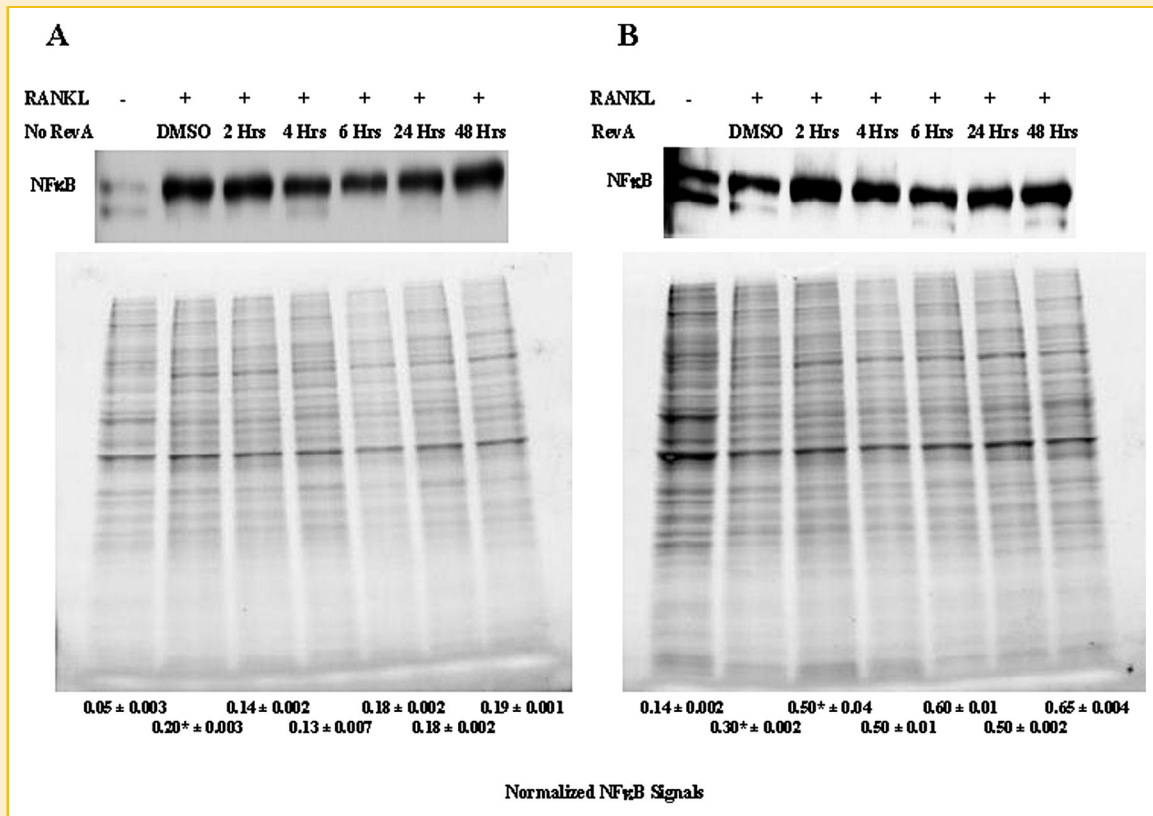 A
RANKL - + + + + + +
No RevA DMSO 2 Hrs 4 Hrs 6 Hrs 24 Hrs 48 Hrs
NFκB
0.05 ± 0.003 0.14 ± 0.002 0.18 ± 0.002 0.19 ± 0.001
0.20* ± 0.003 0.13 ± 0.007 0.18 ± 0.002
B
RANKL - + + + + + +
RevA DMSO 2 Hrs 4 Hrs 6 Hrs 24 Hrs 48 Hrs
NFκB
0.14 ± 0.002 0.50* ± 0.04 0.60 ± 0.01 0.65 ± 0.004
0.30* ± 0.002 0.50 ± 0.01 0.50 ± 0.002
Normalized NFκB Signals